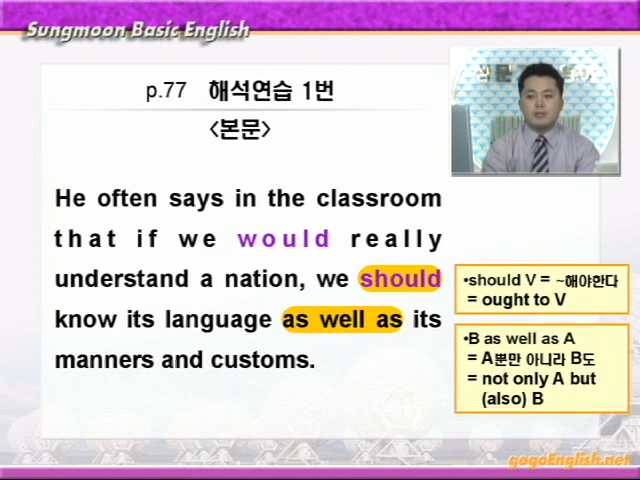 Sungmoon Basic English
p.77 해석연습 1번
<본문>
He often says in the classroom
that if we would really
understand a nation, we should
know its language as well as its
manners and customs.
•should V = ~해야한다
= ought to V
•B as well as A
= A뿐만 아니라 B도
= not only A but
(also) B
gogoEnglish.net